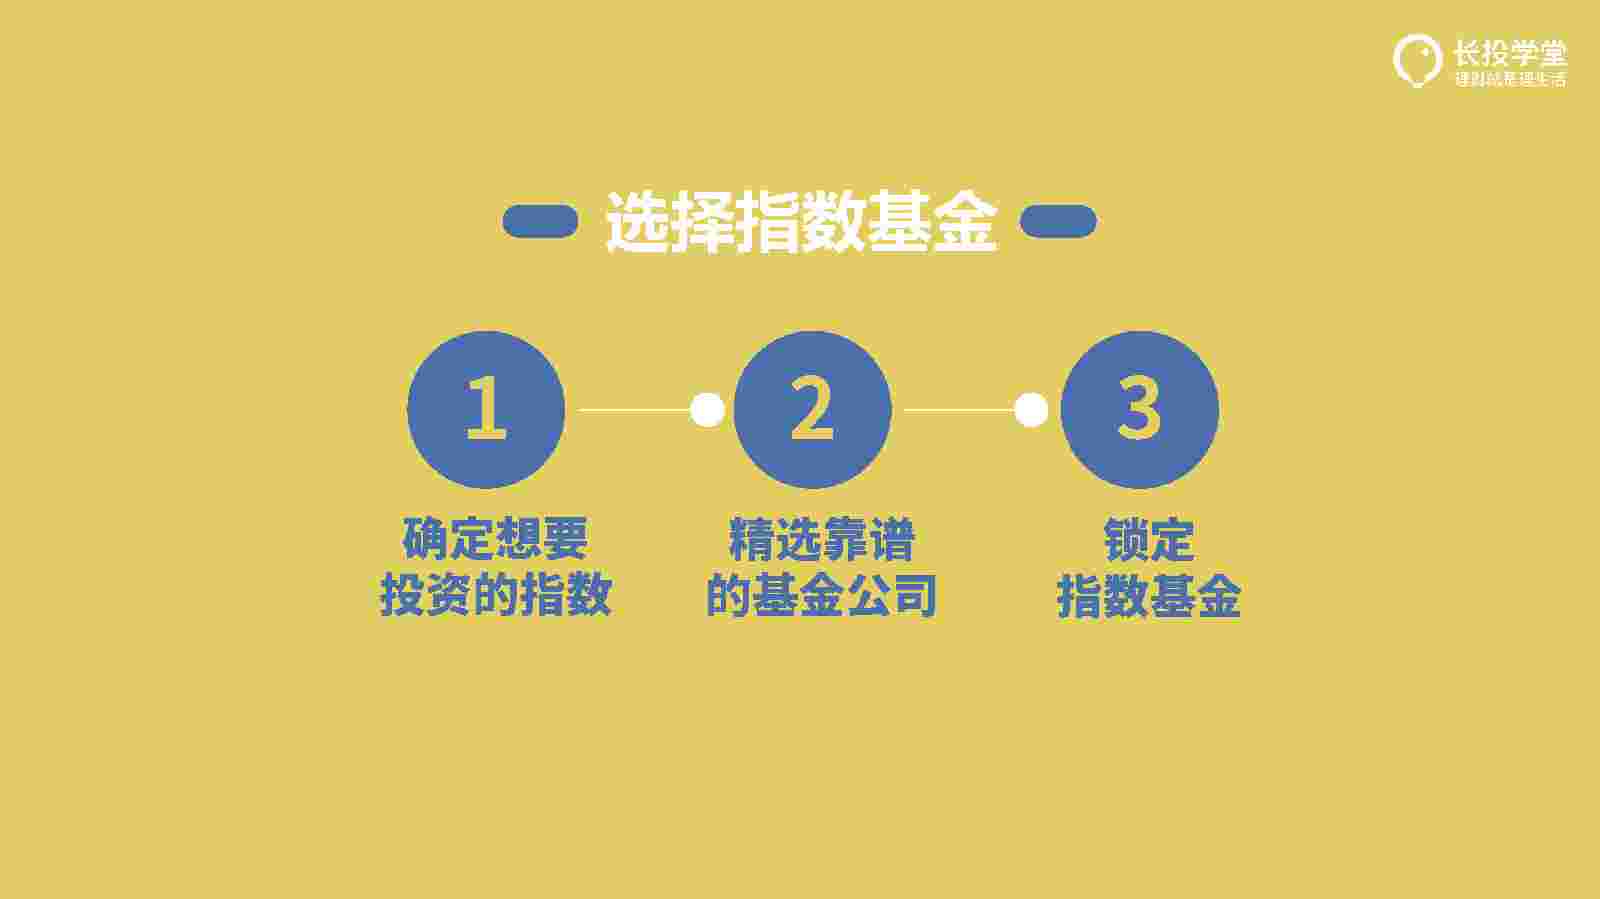 长投学堂
理财就是理生活
选择指数基金
1
2
3
确定想要
投资的指数
精选靠谱
的基金公司
锁定
指数基金